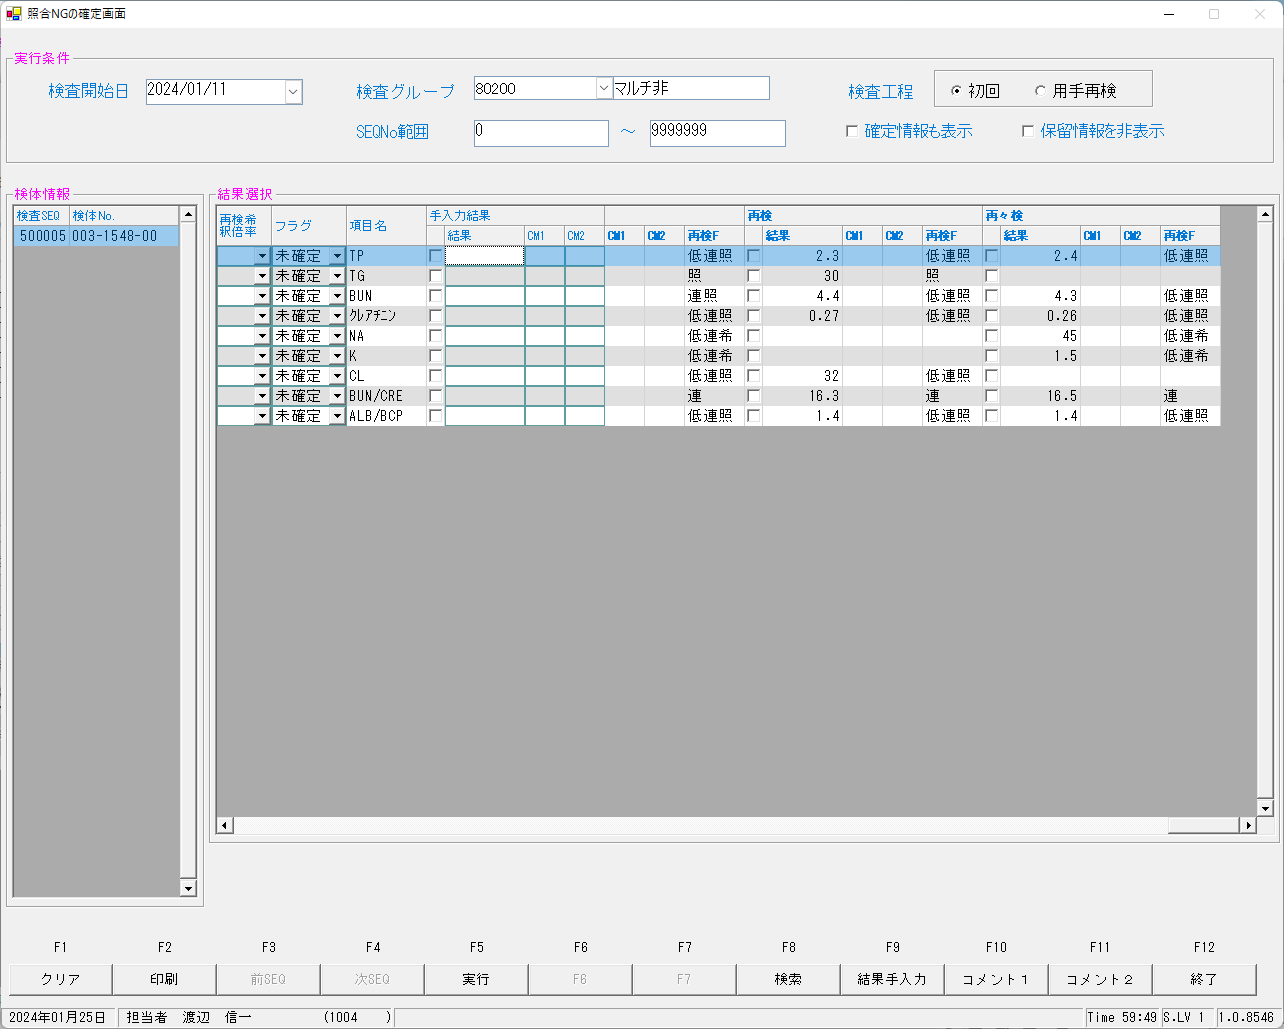 照合NGの確定画面
実行条件
検査開始日 2024/01/11 検査グループ 80200 マルチ非 検査工程 初回 用手再検
SEQNo範囲 0 ～ 9999999 確定情報も表示 保留情報を非表示
検体情報
検査SEQ 検体No.
500005 003-1548-00
結果選択
再検希釈倍率 フラグ 項目名 手入力結果 再検 再々検
結果 CM1 CM2 CM1 CM2 再検F 結果 CM1 CM2 再検F 結果 CM1 CM2 再検F
未確定 TP 低連照 2.3 低連照 2.4 低連照
未確定 TG 照 30 照
未確定 BUN 連照 4.4 低連照 4.3 低連照
未確定 ｸﾚｱﾁﾆﾝ 低連照 0.27 低連照 0.26 低連照
未確定 NA 低連希 45 低連希
未確定 K 低連希 1.5 低連希
未確定 CL 低連照 32 低連照
未確定 BUN/CRE 連 16.3 連 16.5 連
未確定 ALB/BCP 低連照 1.4 低連照 1.4 低連照
F1 F2 F3 F4 F5 F6 F7 F8 F9 F10 F11 F12
クリア 印刷 前SEQ 次SEQ 実行 F6 F7 検索 結果手入力 コメント１ コメント２ 終了
2024年01月25日 担当者 渡辺 信一 (1004 ) Time 59:49 S.LV 1 1.0.8546